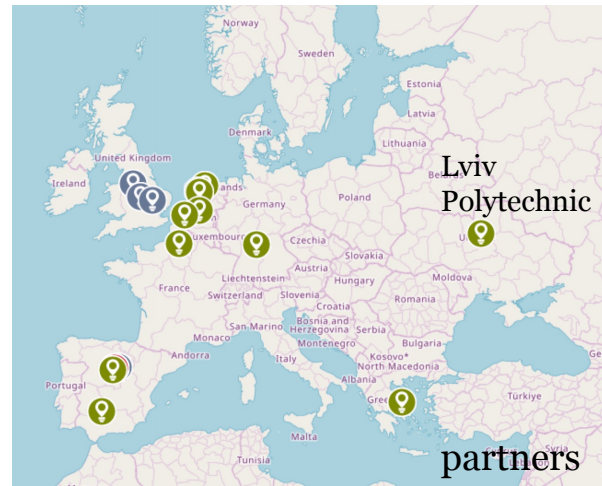 Norway
Sweden
Estonia
Latvia
Denmark
Lithuania
United Kingdom
Ireland
Lviv
Polytechnic
Poland
Germany
Czechia
Slovakia
Austria
Liechtenstein
Hungary
Moldova
France
Switzerland
Slovenia
Romania
Croatia
San Marino
Bosnia and
Herzegovina
Serbia
Monaco
Montenegro
Bulgaria
Andorra
Italy
Kosovo*
North Macedonia
Portugal
Albania
Türkiye
Malta
Tunisia
partners